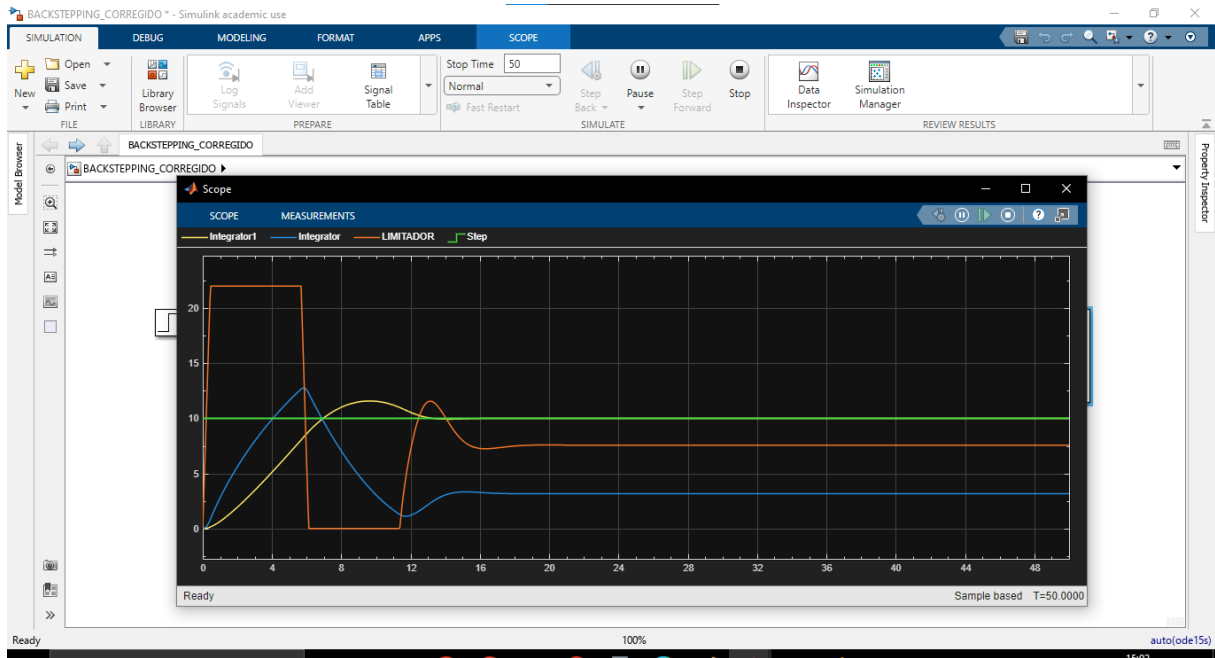 BACKSTEPPING_CORREGIDO * - Simulink academic use
SIMULATION DEBUG MODELING FORMAT APPS SCOPE
New
Open
Save
Print
FILE
Library Browser
LIBRARY
Log Signals
Add Viewer
Signal Table
PREPARE
Stop Time 50
Normal
Fast Restart
Step Back
Pause
Step Forward
Stop
SIMULATE
Data Inspector
Simulation Manager
REVIEW RESULTS
Model Browser
BACKSTEPPING_CORREGIDO
BACKSTEPPING_CORREGIDO
Property Inspector
Scope
SCOPE MEASUREMENTS
Integrator1 Integrator LIMITADOR Step
20
15
10
5
0
0 4 8 12 16 20 24 28 32 36 40 44 48
Ready Sample based T=50.0000
Ready 100% auto(ode15s)